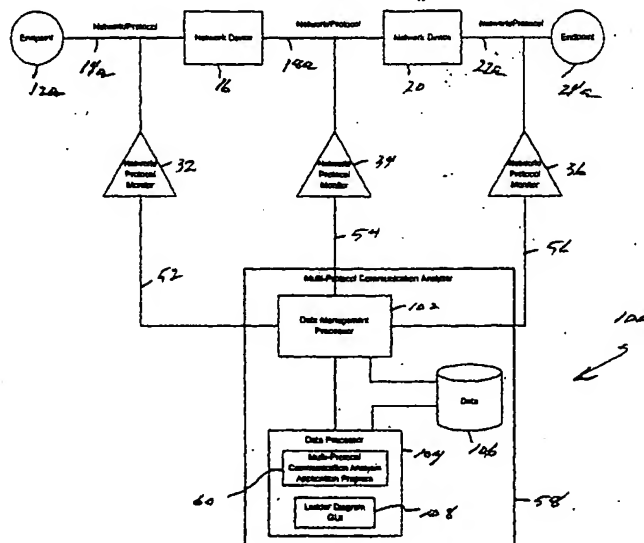 Network/Protocol
Network/Protocol
Network/Protocol
Endpoint
Network Device
Network Device
Endpoint
12a
14a
16
18a
20
22a
24a
Network
Protocol
Monitor
32
Network
Protocol
Monitor
34
Network
Protocol
Monitor
36
52
54
56
Multi-Protocol Communication Analyzer
Data Management
Processor
102
100
Data
106
Data Processor
104
Multi-Protocol
Communication Analysis
Application Program
60
Ladder Diagram
GUI
108
58